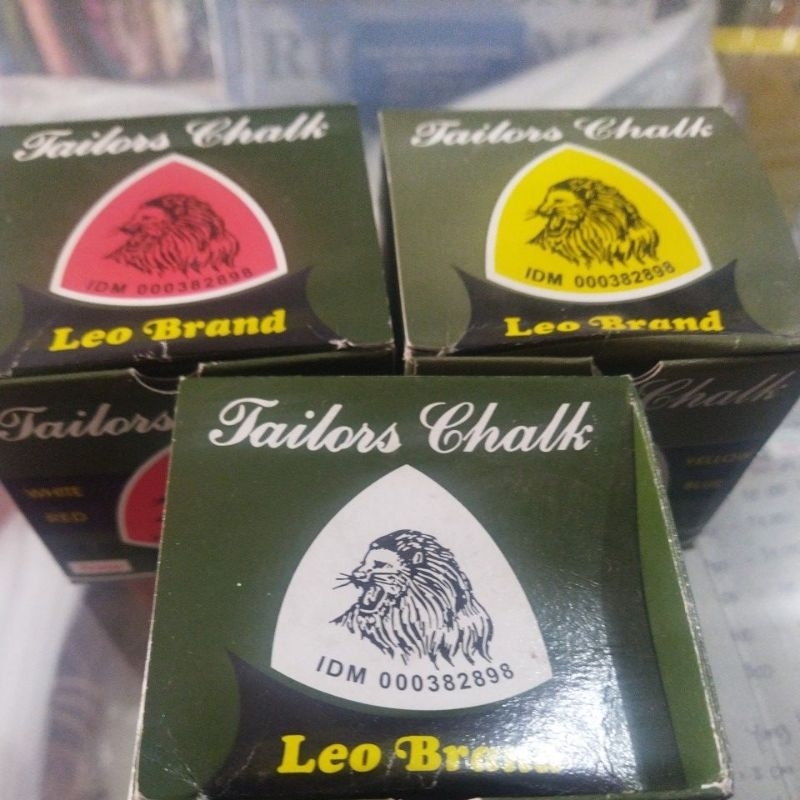 Tailors Chalk
IDM 000382898
Leo Brand
Tailors Chalk
IDM 000382898
Leo Brand
Tailors
WHITE
RED
Chalk
YELLOW
BLUE
Tailors Chalk
IDM 000382898
Leo Brand